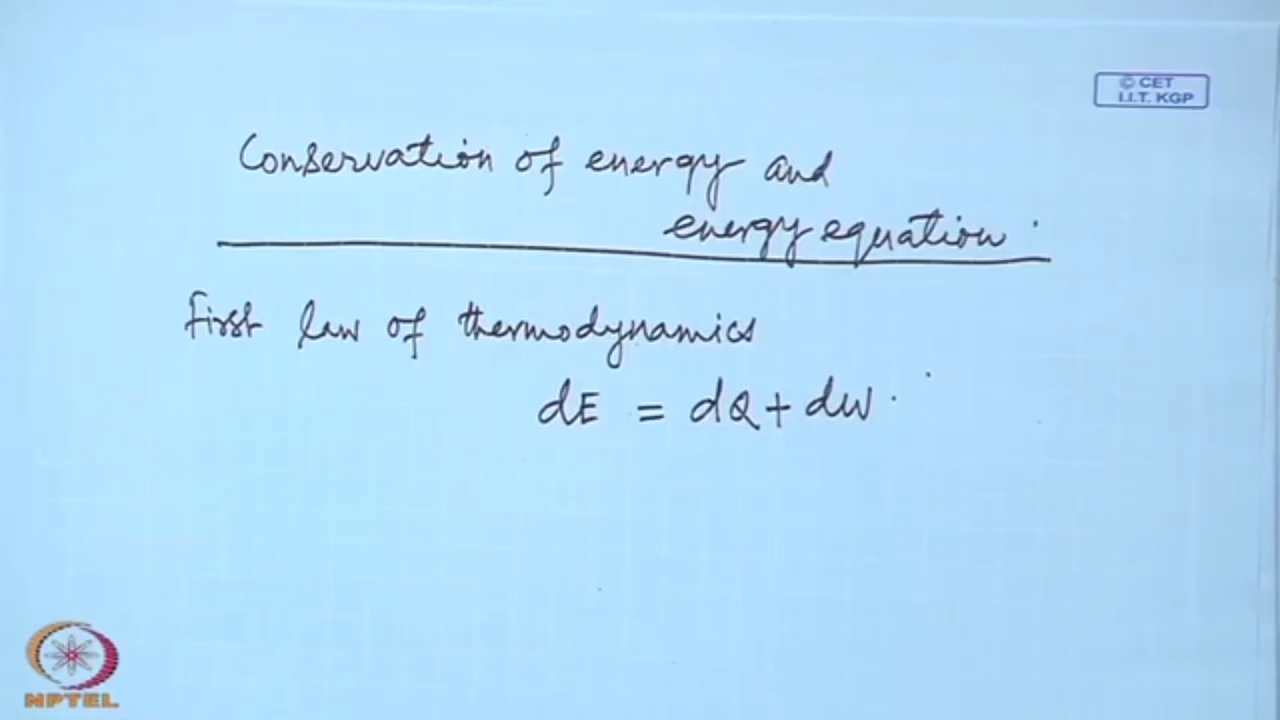 © CET
I.I.T. KGP
Conservation of energy and
energy equation.
First law of thermodynamics
dE = dQ + dW.
NPTEL